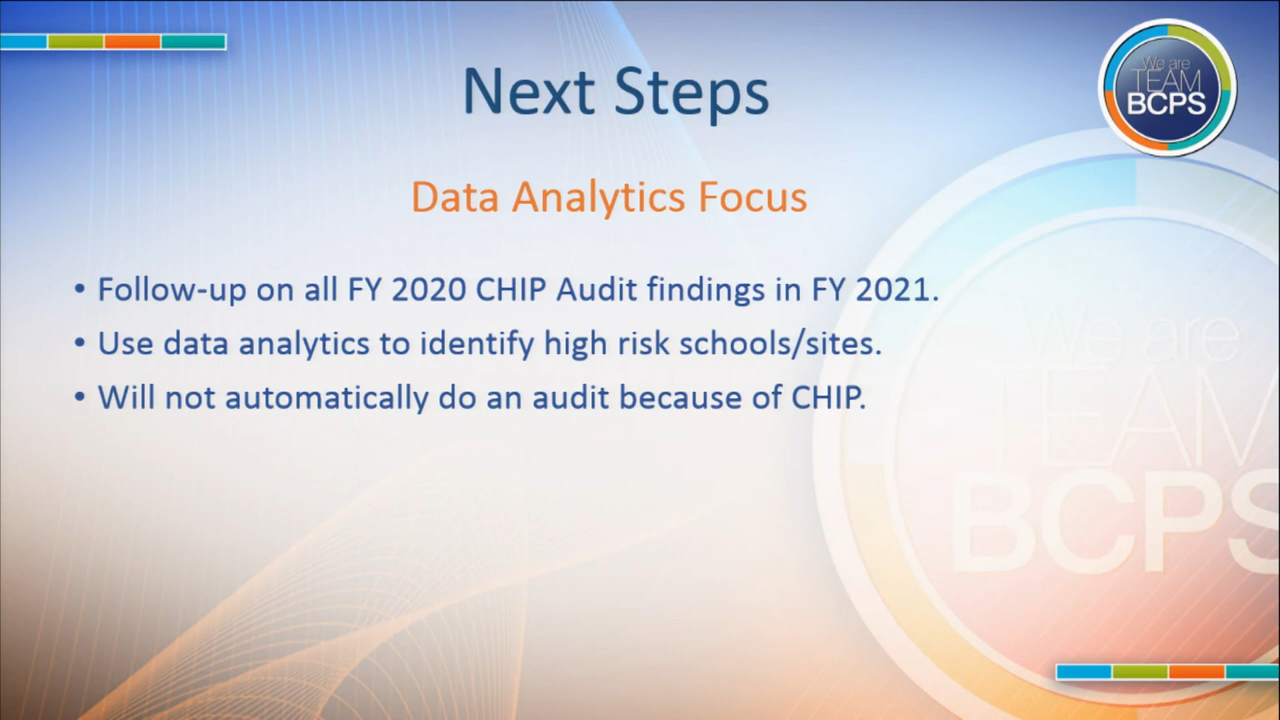 We are
TEAM
BCPS
Next Steps
Data Analytics Focus
• Follow-up on all FY 2020 CHIP Audit findings in FY 2021.
• Use data analytics to identify high risk schools/sites.
• Will not automatically do an audit because of CHIP.
We are
TEAM
BCPS